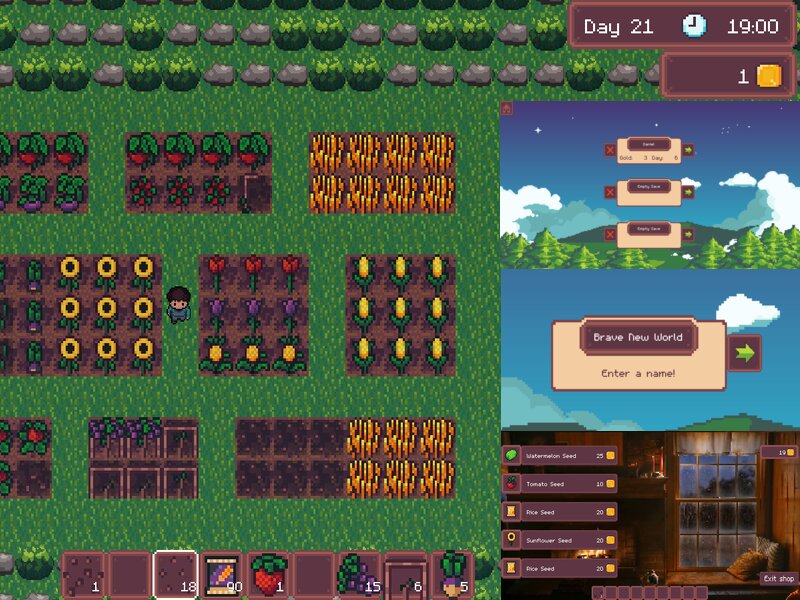 Day 21 19:00
1
Daniel
Gold: 3 Day: 6
Empty Save
Empty Save
Brave New World
Enter a name!
19
Watermelon Seed 25
Tomato Seed 10
Rice Seed 20
Sunflower Seed 20
Rice Seed 20
Exit shop
1 18 90 1 15 6 5